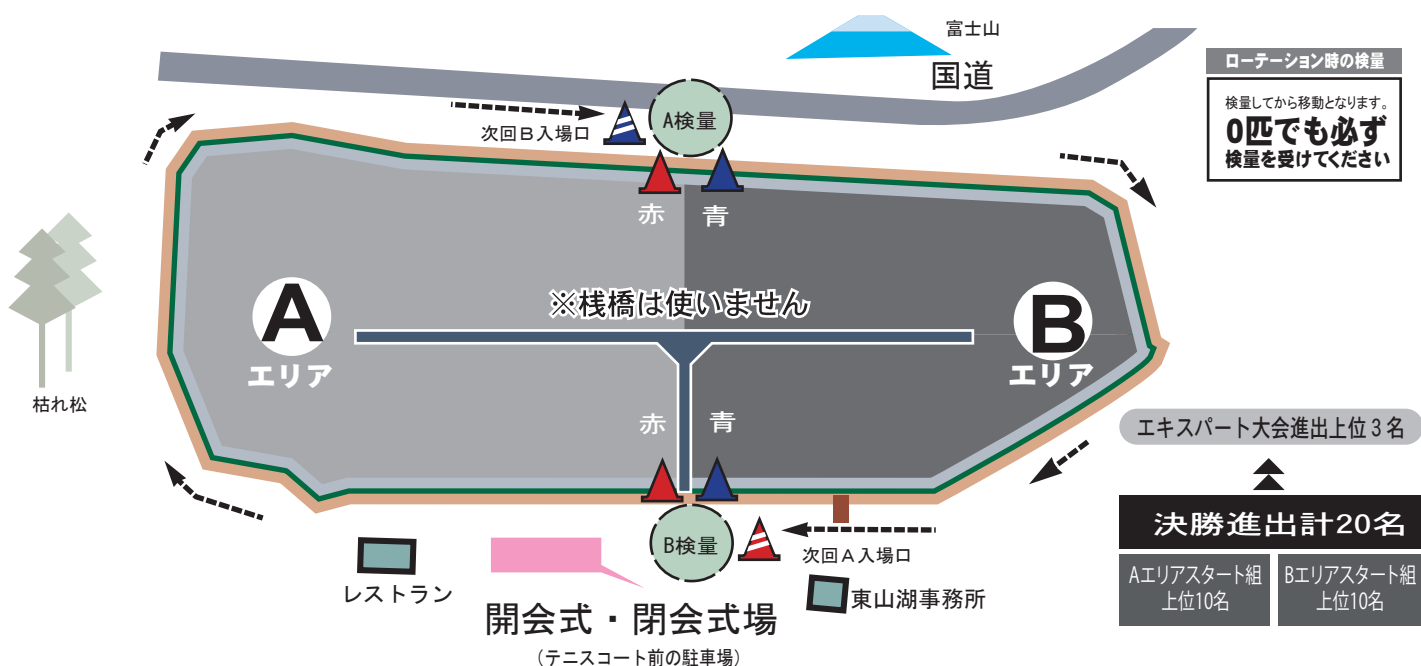 富士山
国道
ローテーション時の検量
検量してから移動となります。
0匹でも必ず
検量を受けてください
次回B入場口
A検量
赤
青
A
エリア
※桟橋は使いません
B
エリア
枯れ松
赤
青
エキスパート大会進出上位3名
決勝進出計20名
Aエリアスタート組
上位10名
Bエリアスタート組
上位10名
B検量
次回A入場口
レストラン
東山湖事務所
開会式・閉会式場
(テニスコート前の駐車場)